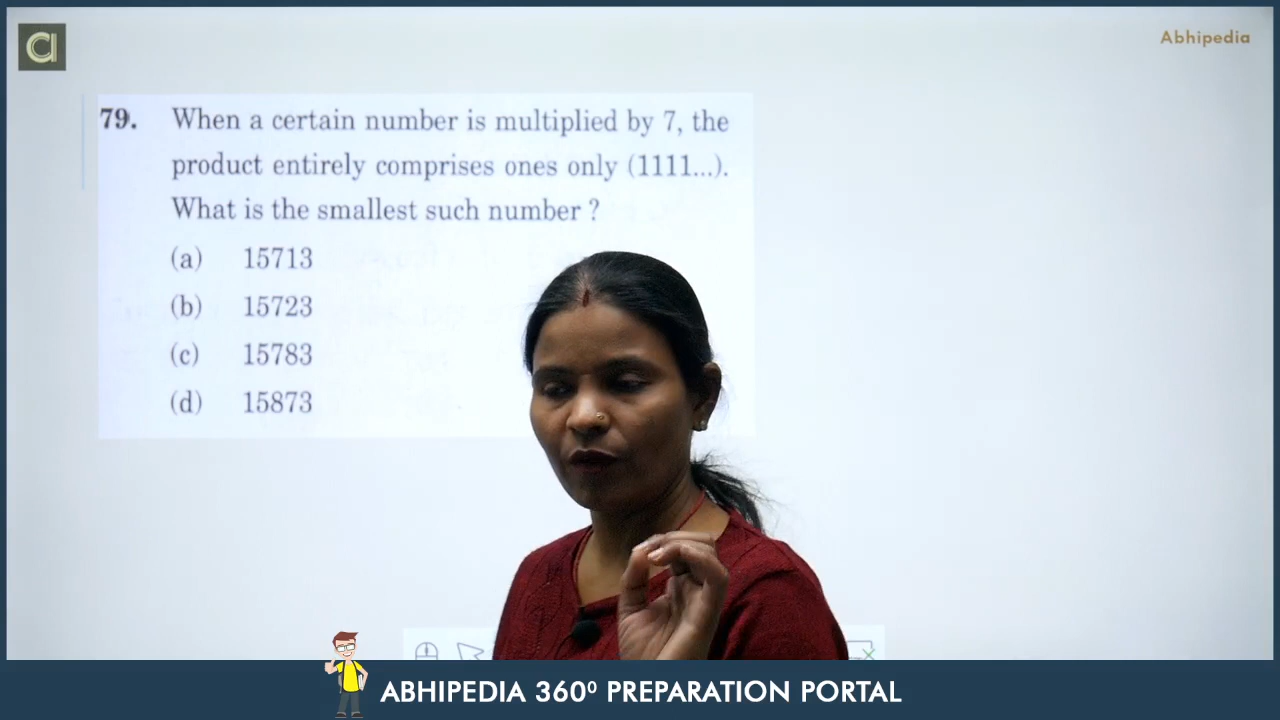 Abhipedia
79. When a certain number is multiplied by 7, the
product entirely comprises ones only (1111...).
What is the smallest such number ?
(a) 15713
(b) 15723
(c) 15783
(d) 15873
ABHIPEDIA 360⁰ PREPARATION PORTAL